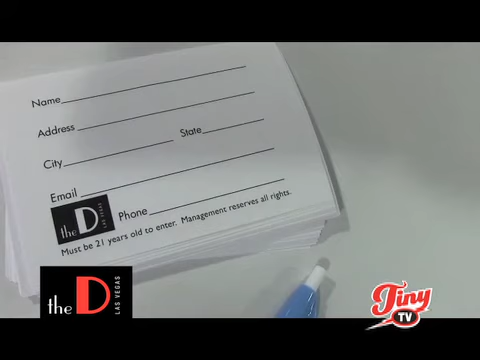 Name
Address
City State
Email
the D LAS VEGAS Phone
Must be 21 years old to enter. Management reserves all rights.
the D LAS VEGAS
Tiny
TV